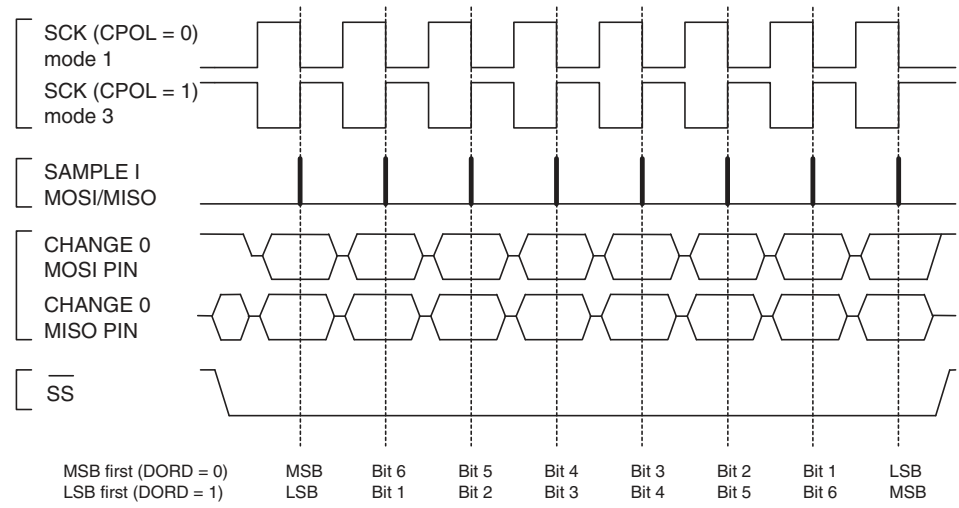 SCK (CPOL = 0)
mode 1
SCK (CPOL = 1)
mode 3
SAMPLE I
MOSI/MISO
CHANGE 0
MOSI PIN
CHANGE 0
MISO PIN
SS
MSB first (DORD = 0) MSB Bit 6 Bit 5 Bit 4 Bit 3 Bit 2 Bit 1 LSB
LSB first (DORD = 1) LSB Bit 1 Bit 2 Bit 3 Bit 4 Bit 5 Bit 6 MSB